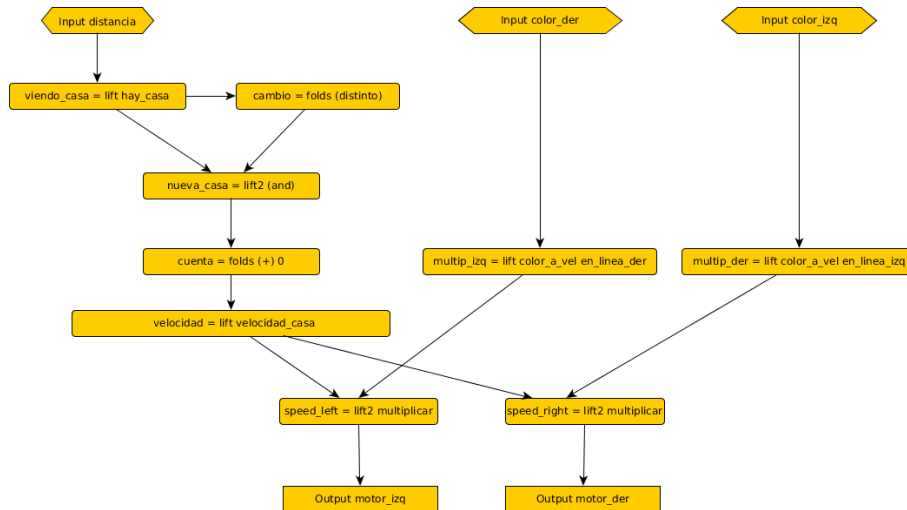 Input distancia
Input color_der
Input color_izq
viendo_casa = lift hay_casa
cambio = folds (distinto)
nueva_casa = lift2 (and)
cuenta = folds (+) 0
multip_izq = lift color_a_vel en_linea_der
multip_der = lift color_a_vel en_linea_izq
velocidad = lift velocidad_casa
speed_left = lift2 multiplicar
speed_right = lift2 multiplicar
Output motor_izq
Output motor_der